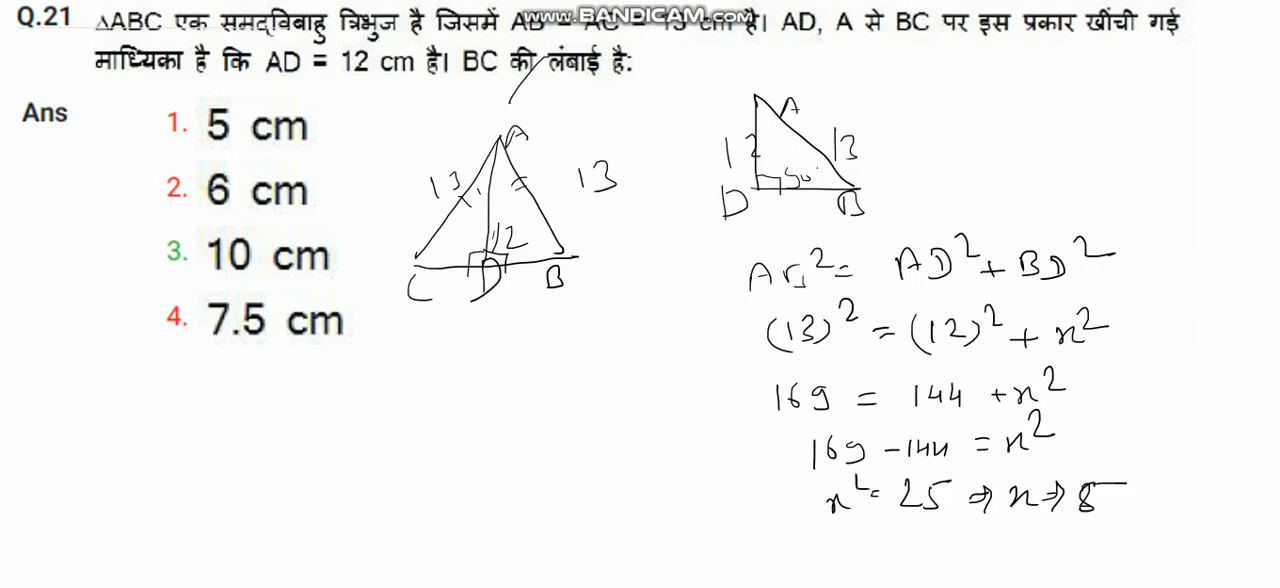 www.BANDICAM.com
Q.21 △ABC एक समद्विबाहु त्रिभुज है जिसमें AB = AC = 13 cm है। AD, A से BC पर इस प्रकार खींची गई
माध्यिका है कि AD = 12 cm है। BC की लंबाई है:
Ans
1. 5 cm
2. 6 cm
3. 10 cm
4. 7.5 cm
A
13
13
12
C D B
A
12
13
90°
D B
AB² = AD² + BD²
(13)² = (12)² + x²
169 = 144 + x²
169 - 144 = x²
x² = 25 ⇒ x ⇒ 5